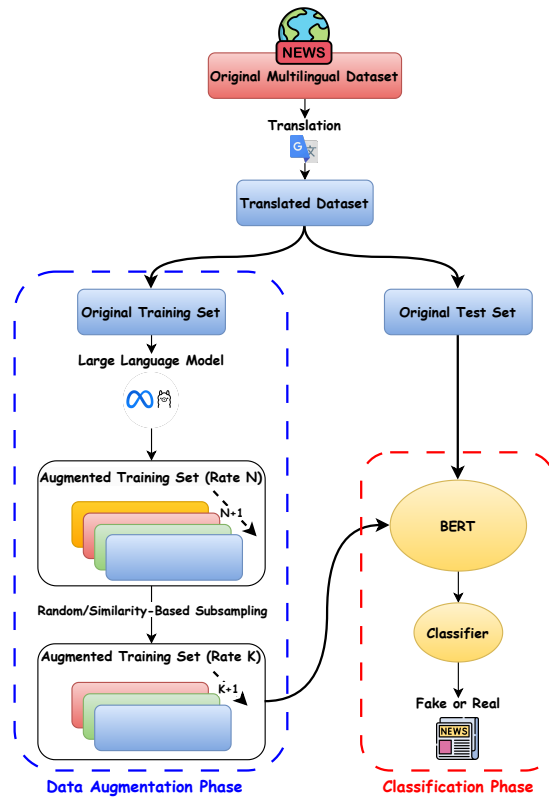 NEWS
Original Multilingual Dataset
Translation
G 文
Translated Dataset
Original Training Set
Original Test Set
Large Language Model
Augmented Training Set (Rate N)
N+1
BERT
Random/Similarity-Based Subsampling
Classifier
Augmented Training Set (Rate K)
K+1
Fake or Real
NEWS
Data Augmentation Phase
Classification Phase